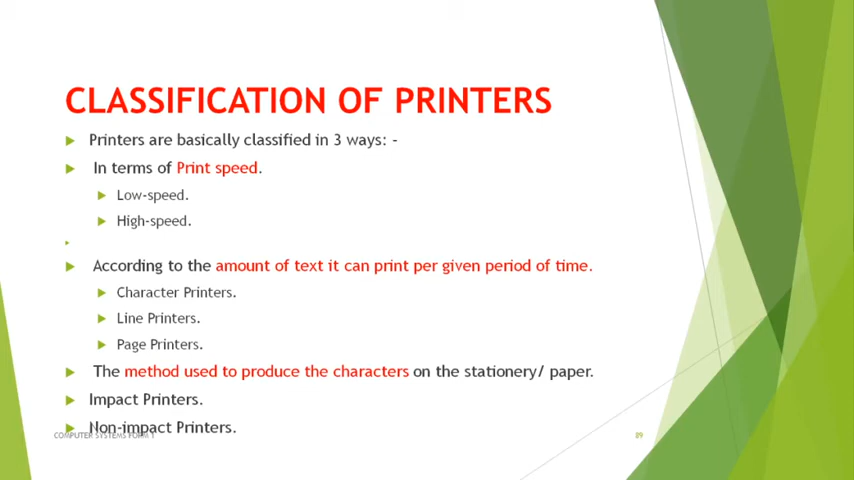 CLASSIFICATION OF PRINTERS
Printers are basically classified in 3 ways: -
In terms of Print speed.
Low-speed.
High-speed.
According to the amount of text it can print per given period of time.
Character Printers.
Line Printers.
Page Printers.
The method used to produce the characters on the stationery/ paper.
Impact Printers.
Non-impact Printers.
COMPUTER SYSTEMS FORM 1
89